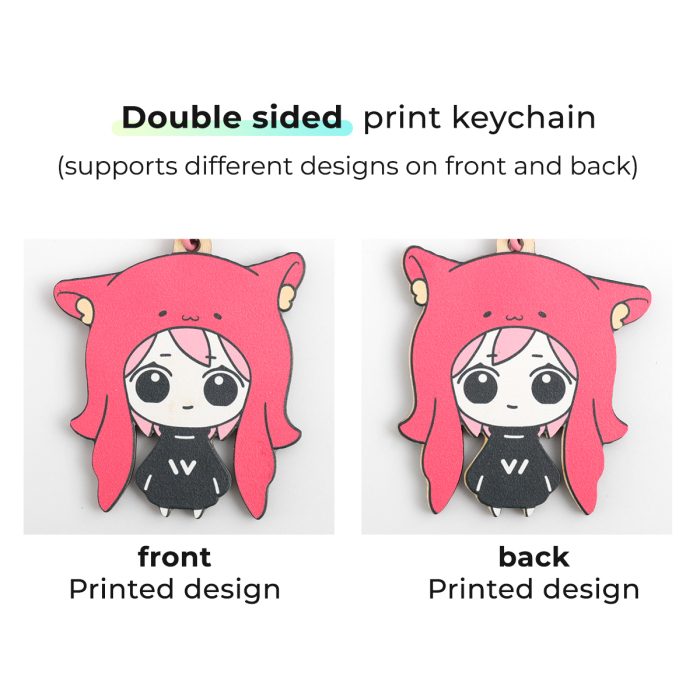 Double sided print keychain
(supports different designs on front and back)
W W
front back
Printed design Printed design